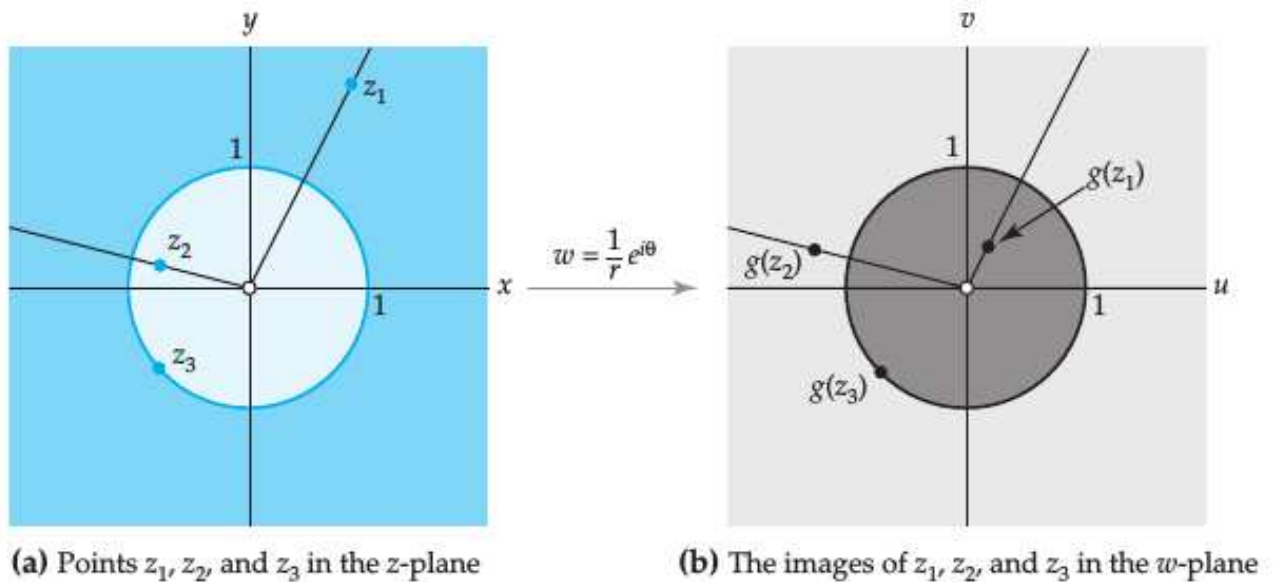 y
z₁
1
z₂
x
1
z₃
w = \frac{1}{r} e^{iθ}
v
1
g(z₁)
g(z₂)
u
1
g(z₃)
(a) Points z₁, z₂, and z₃ in the z-plane
(b) The images of z₁, z₂, and z₃ in the w-plane